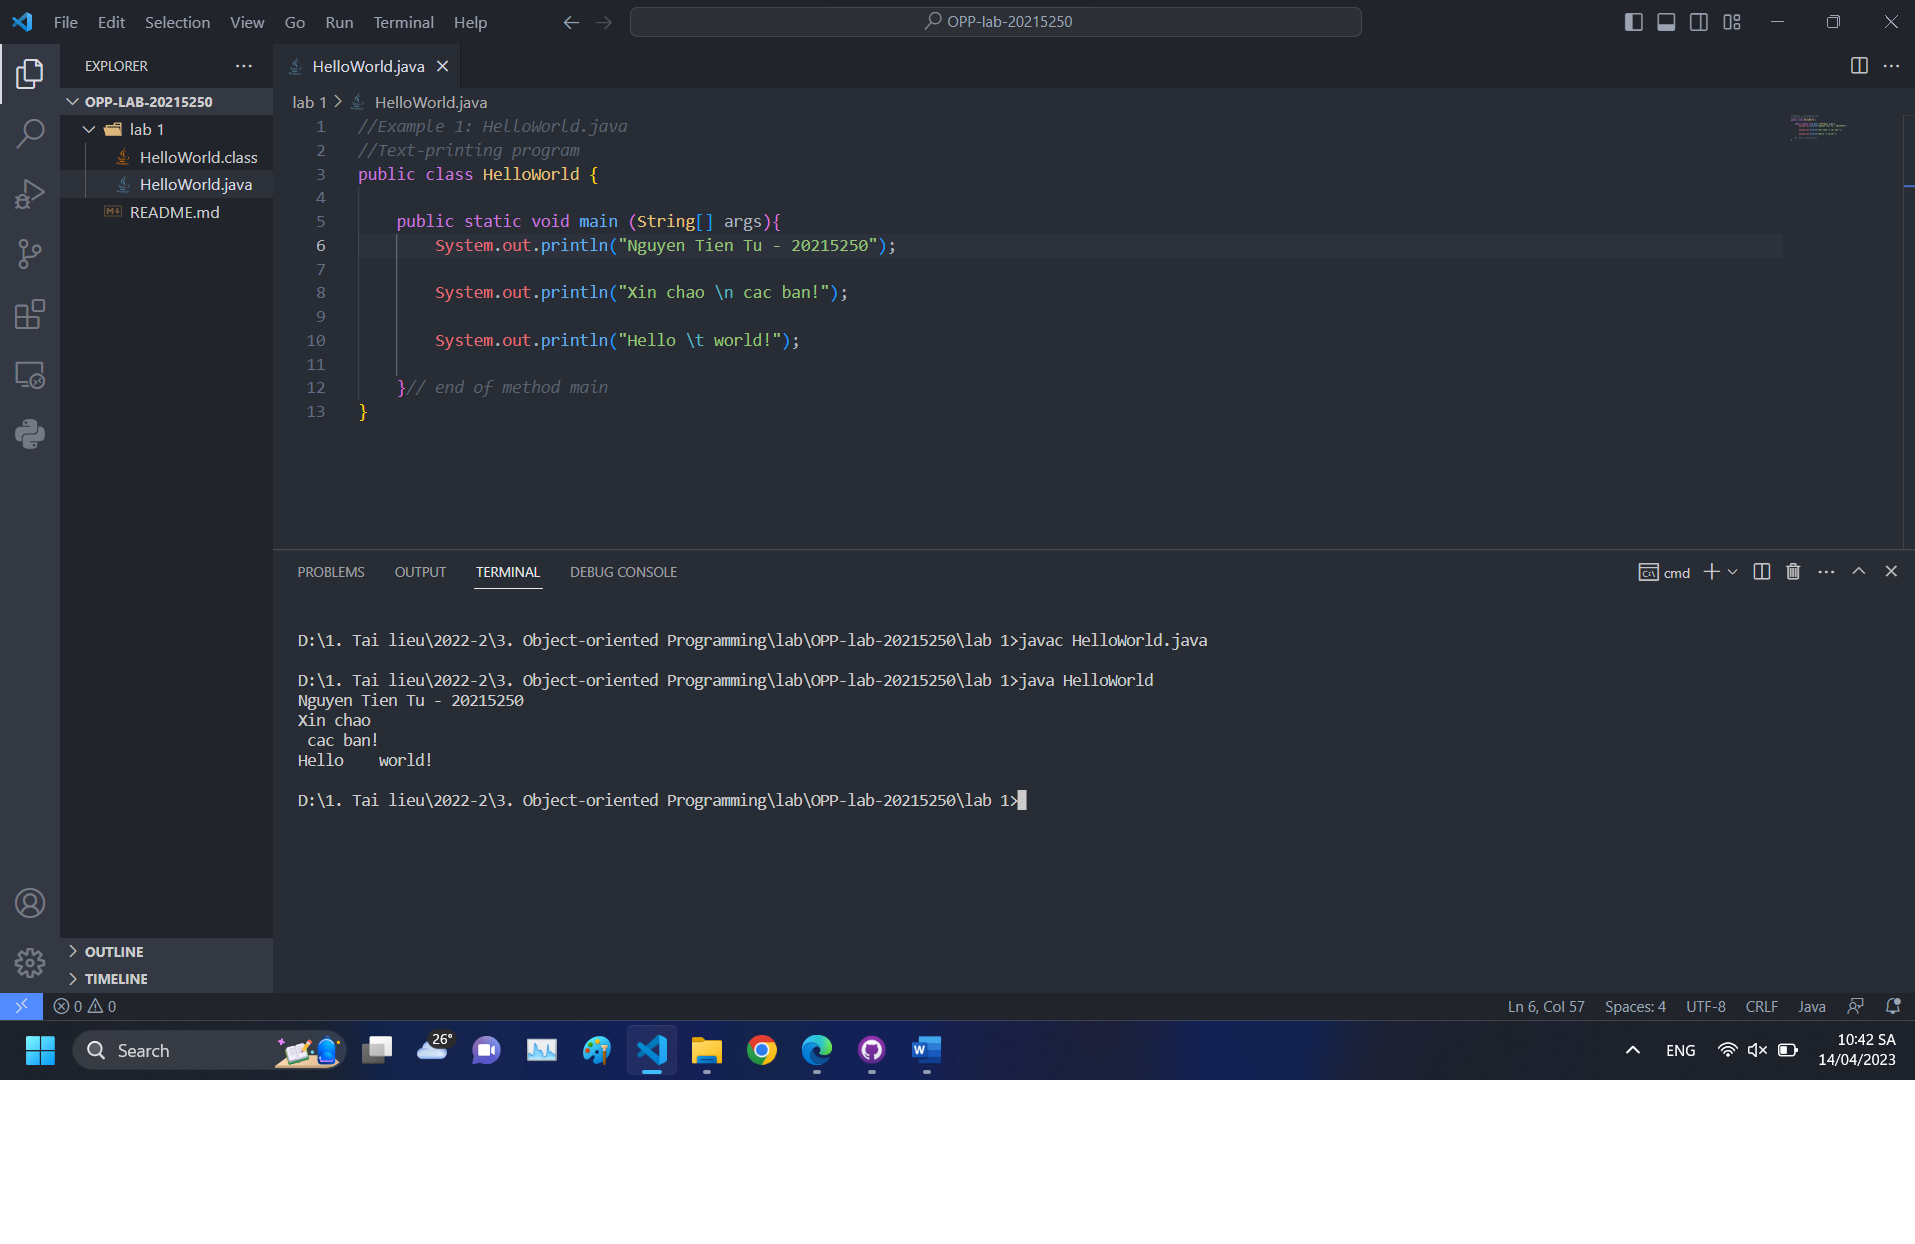 File Edit Selection View Go Run Terminal Help
OPP-lab-20215250
EXPLORER
OPP-LAB-20215250
lab 1
HelloWorld.class
HelloWorld.java
README.md
OUTLINE
TIMELINE
HelloWorld.java
lab 1 > HelloWorld.java
1 //Example 1: HelloWorld.java
2 //Text-printing program
3 public class HelloWorld {
4
5 public static void main (String[] args){
6 System.out.println("Nguyen Tien Tu - 20215250");
7
8 System.out.println("Xin chao \n cac ban!");
9
10 System.out.println("Hello \t world!");
11
12 }// end of method main
13 }
PROBLEMS OUTPUT TERMINAL DEBUG CONSOLE
cmd
D:\1. Tai lieu\2022-2\3. Object-oriented Programming\lab\OPP-lab-20215250\lab 1>javac HelloWorld.java
D:\1. Tai lieu\2022-2\3. Object-oriented Programming\lab\OPP-lab-20215250\lab 1>java HelloWorld
Nguyen Tien Tu - 20215250
Xin chao
 cac ban!
Hello    world!
D:\1. Tai lieu\2022-2\3. Object-oriented Programming\lab\OPP-lab-20215250\lab 1>
0 0
Ln 6, Col 57 Spaces: 4 UTF-8 CRLF Java
Search
26°
ENG
10:42 SA
14/04/2023